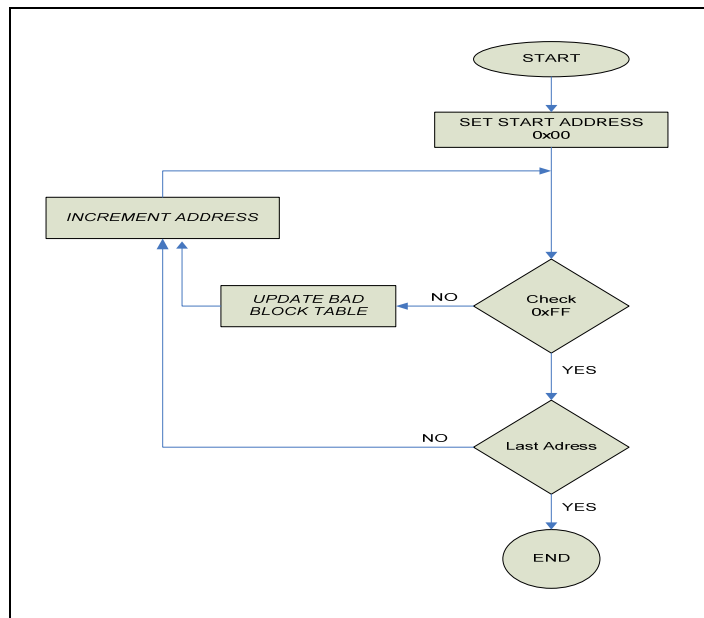 START
SET START ADDRESS
0x00
INCREMENT ADDRESS
UPDATE BAD
BLOCK TABLE
NO
Check
0xFF
YES
NO
Last Adress
YES
END